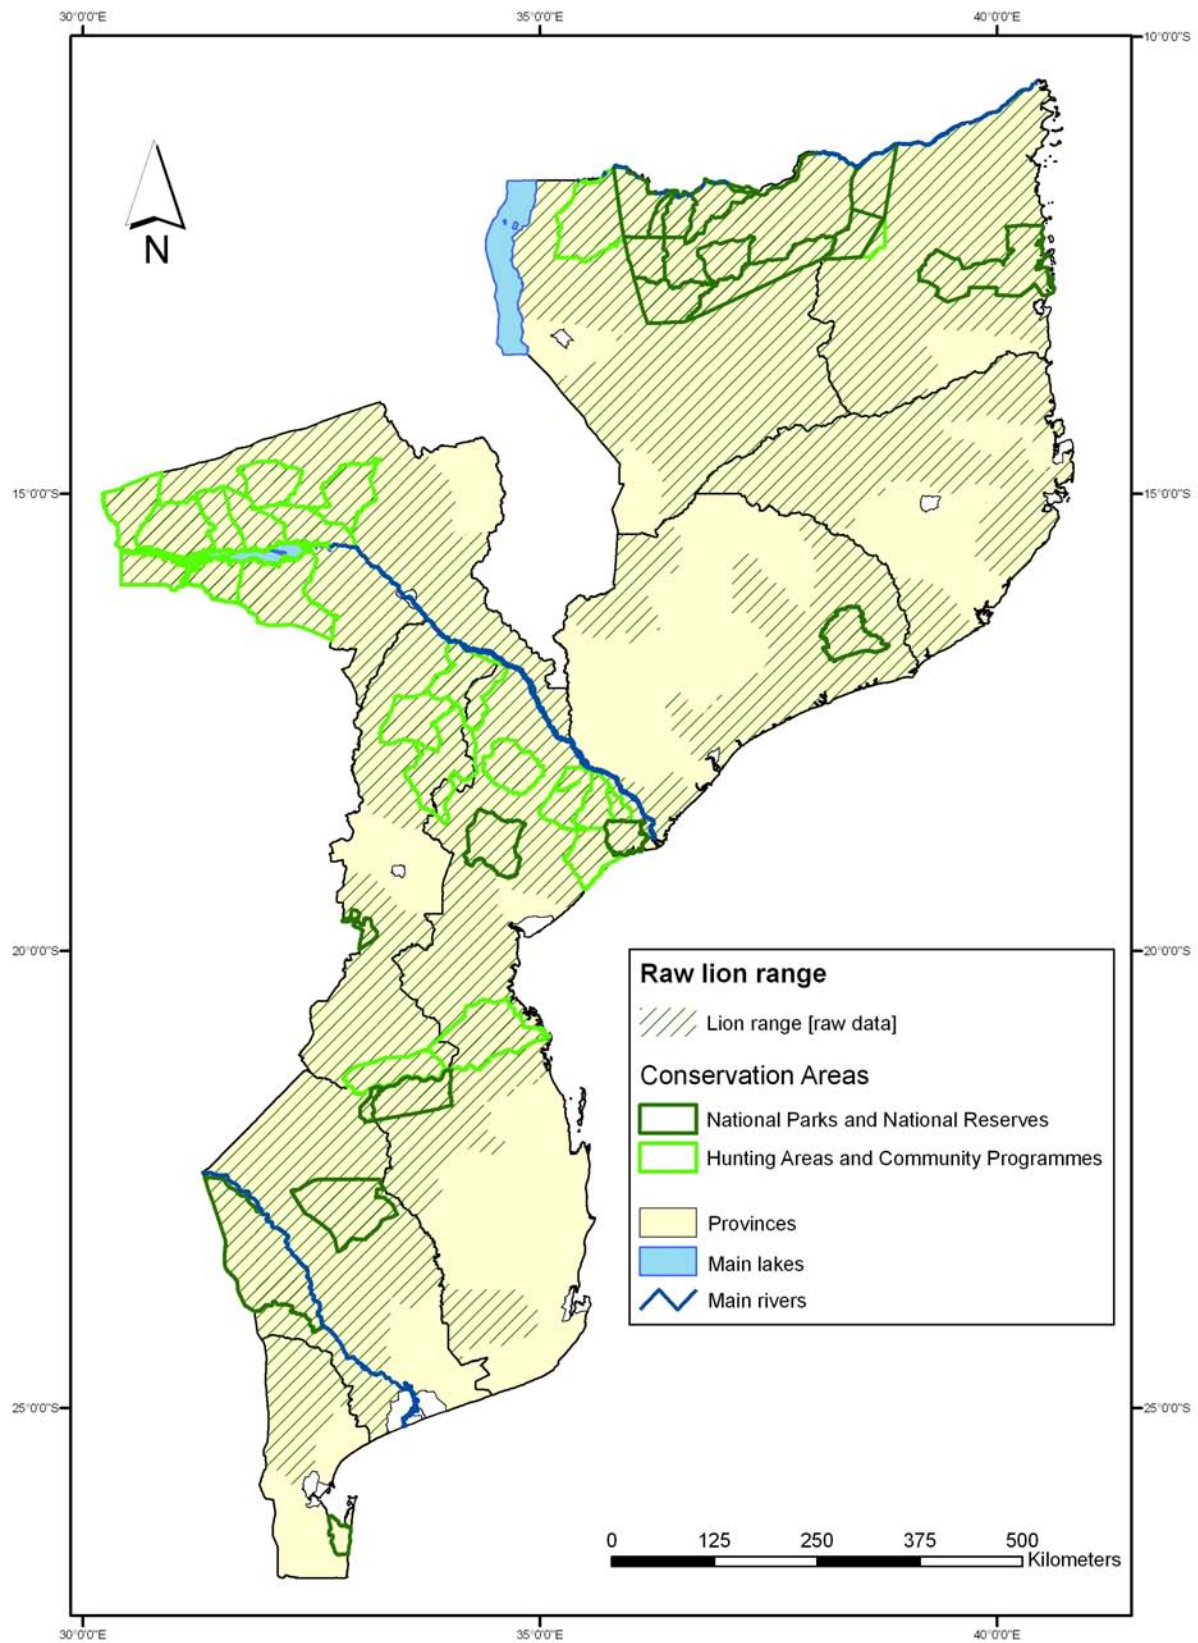 30°0'0"E 35°0'0"E 40°0'0"E
10°0'0"S
N
15°0'0"S 15°0'0"S
20°0'0"S 20°0'0"S
Raw lion range
Lion range [raw data]
Conservation Areas
National Parks and National Reserves
Hunting Areas and Community Programmes
Provinces
Main lakes
Main rivers
25°0'0"S 25°0'0"S
0 125 250 375 500
Kilometers
30°0'0"E 35°0'0"E 40°0'0"E